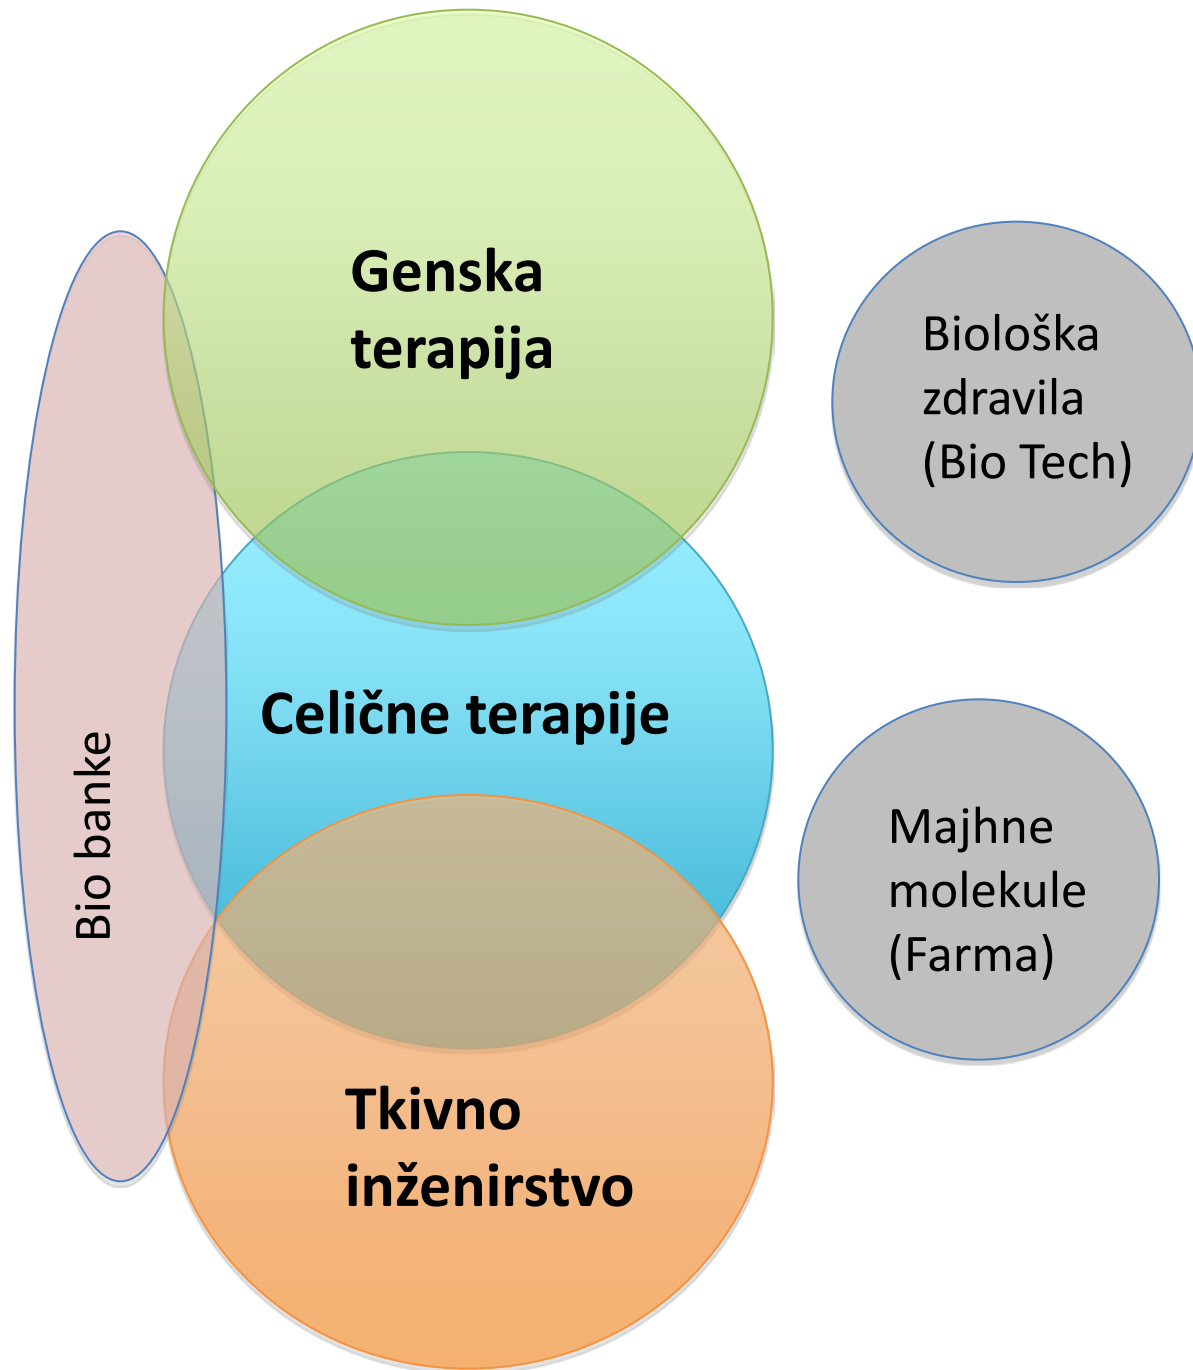 Genska
terapija
Biološka
zdravila
(Bio Tech)
Celične terapije
Bio banke
Majhne
molekule
(Farma)
Tkivno
inženirstvo